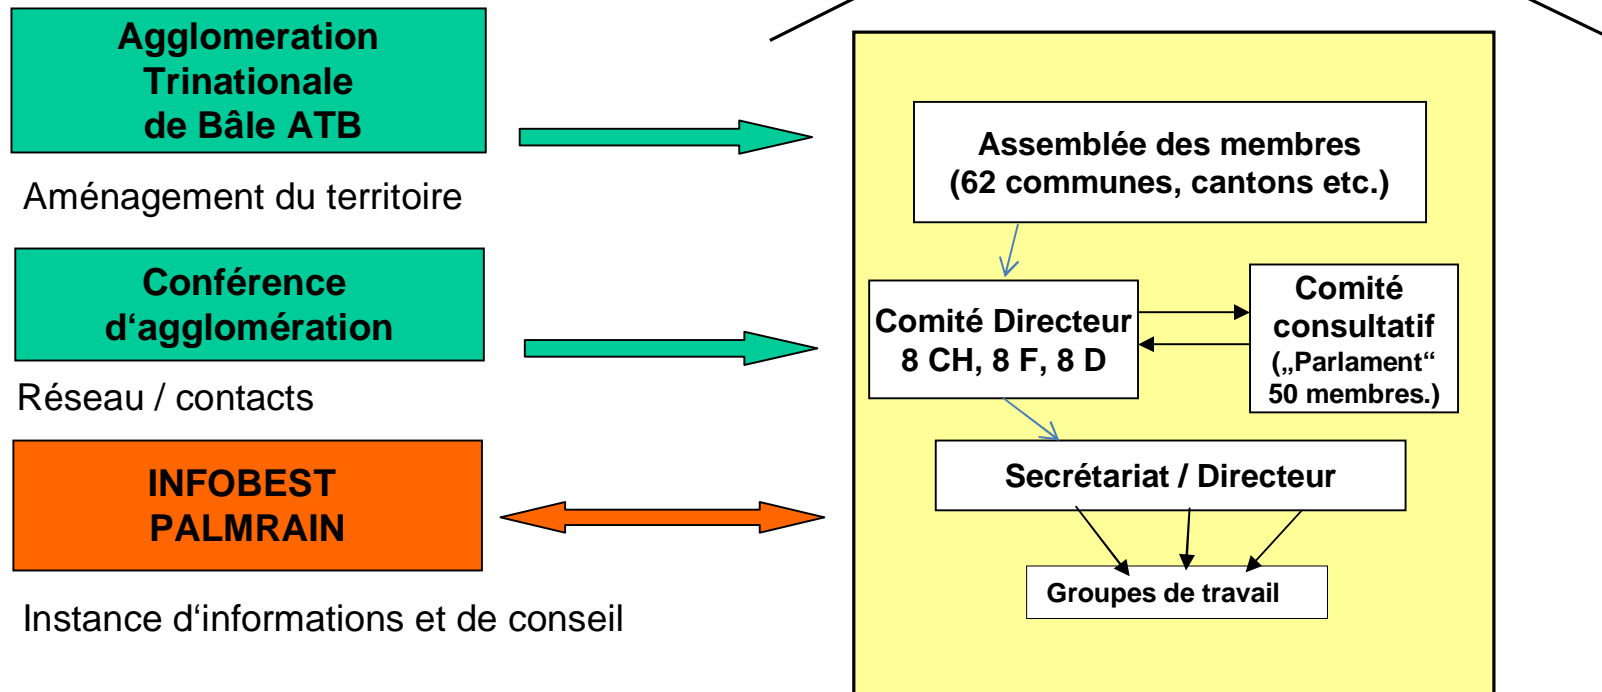 Agglomeration
Trinationale
de Bâle ATB
Aménagement du territoire
Conférence
d‘agglomération
Réseau / contacts
INFOBEST
PALMRAIN
Instance d‘informations et de conseil
Assemblée des membres
(62 communes, cantons etc.)
Comité Directeur
8 CH, 8 F, 8 D
Comité
consultatif
(„Parlament“
50 membres.)
Secrétariat / Directeur
Groupes de travail